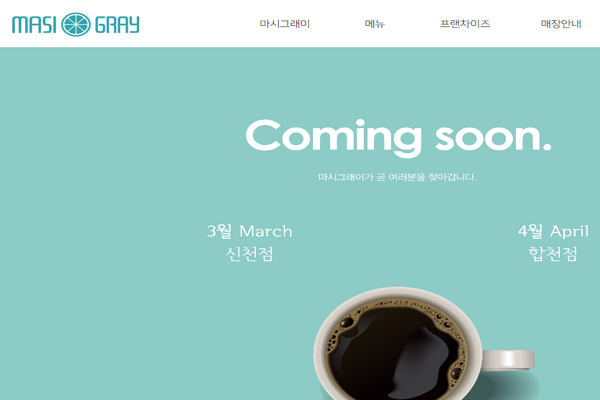 MASI GRAY
마시그래이 메뉴 프랜차이즈 매장안내
Coming soon.
마시그래이가 곧 여러분을 찾아갑니다.
3월 March 4월 April
신천점 합천점